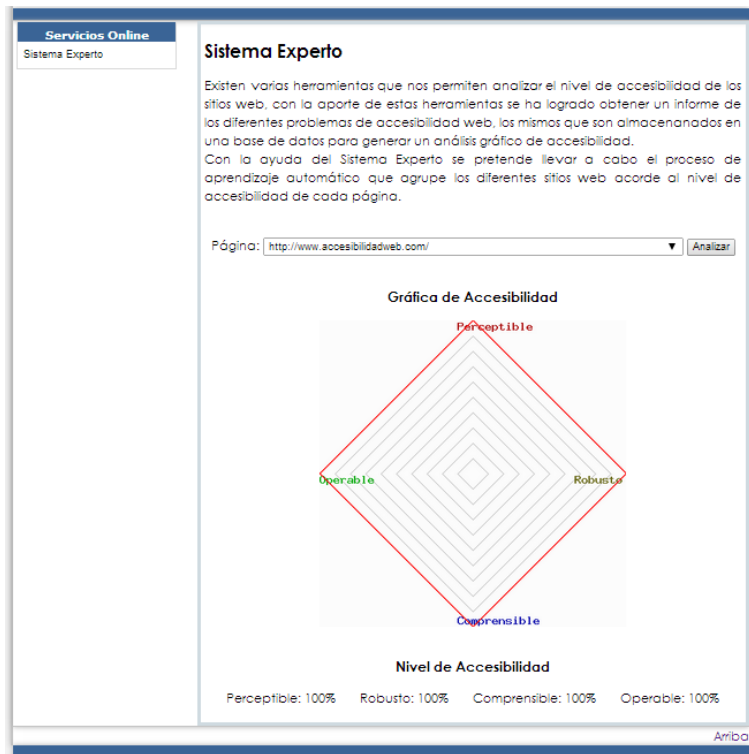 Servicios Online
Sistema Experto
Sistema Experto
Existen varias herramientas que nos permiten analizar el nivel de accesibilidad de los
sitios web, con la aporte de estas herramientas se ha logrado obtener un informe de
los diferentes problemas de accesibilidad web, los mismos que son almacenanados en
una base de datos para generar un análisis gráfico de accesibilidad.
Con la ayuda del Sistema Experto se pretende llevar a cabo el proceso de
aprendizaje automático que agrupe los diferentes sitios web acorde al nivel de
accesibilidad de cada página.
Página: http://www.accesibilidadweb.com/ ▼ Analizar
Gráfica de Accesibilidad
Perceptible
Operable Robusto
Comprensible
Nivel de Accesibilidad
Perceptible: 100% Robusto: 100% Comprensible: 100% Operable: 100%
Arriba